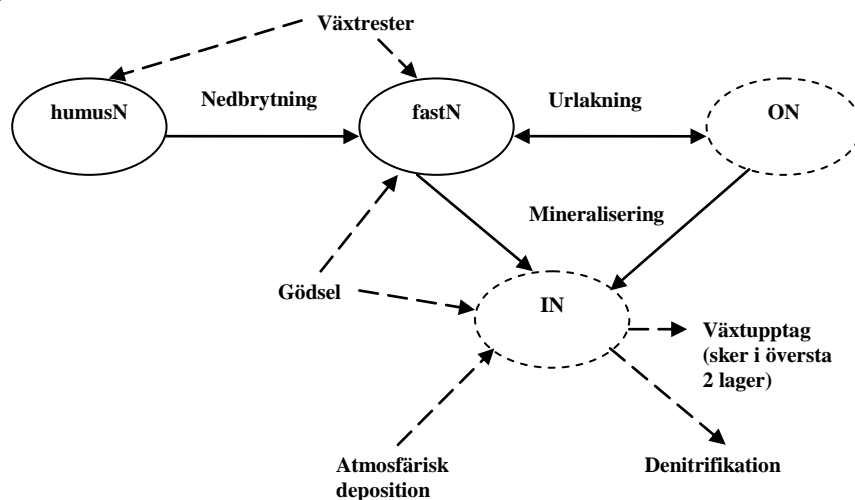 Växtrester
humusN
Nedbrytning
fastN
Urlakning
ON
Mineralisering
Gödsel
IN
Växtupptag
(sker i översta
2 lager)
Atmosfärisk
deposition
Denitrifikation